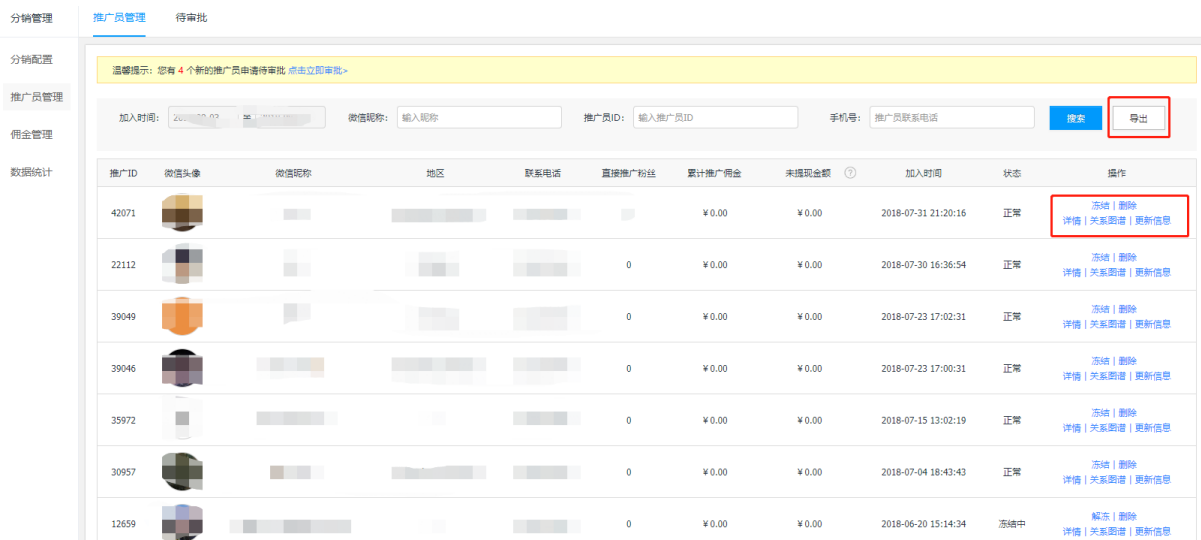 分销管理 推广员管理 待审批
分销配置
推广员管理
佣金管理
数据统计
温馨提示：您有 4 个新的推广员申请待审批 点击立即审批>
加入时间： 至 微信昵称： 输入昵称 推广员ID： 输入推广员ID 手机号： 推广员联系电话 搜索 导出
推广ID 微信头像 微信昵称 地区 联系电话 直接推广粉丝 累计推广佣金 未提现金额 ? 加入时间 状态 操作
42071 ¥0.00 ¥0.00 2018-07-31 21:20:16 正常 冻结 | 删除
详情 | 关系图谱 | 更新信息
22112 0 ¥0.00 ¥0.00 2018-07-30 16:36:54 正常 冻结 | 删除
详情 | 关系图谱 | 更新信息
39049 0 ¥0.00 ¥0.00 2018-07-23 17:02:31 正常 冻结 | 删除
详情 | 关系图谱 | 更新信息
39046 0 ¥0.00 ¥0.00 2018-07-23 17:00:31 正常 冻结 | 删除
详情 | 关系图谱 | 更新信息
35972 0 ¥0.00 ¥0.00 2018-07-15 13:02:19 正常 冻结 | 删除
详情 | 关系图谱 | 更新信息
30957 0 ¥0.00 ¥0.00 2018-07-04 18:43:43 正常 冻结 | 删除
详情 | 关系图谱 | 更新信息
12659 0 ¥0.00 ¥0.00 2018-06-20 15:14:34 冻结中 解冻 | 删除
详情 | 关系图谱 | 更新信息